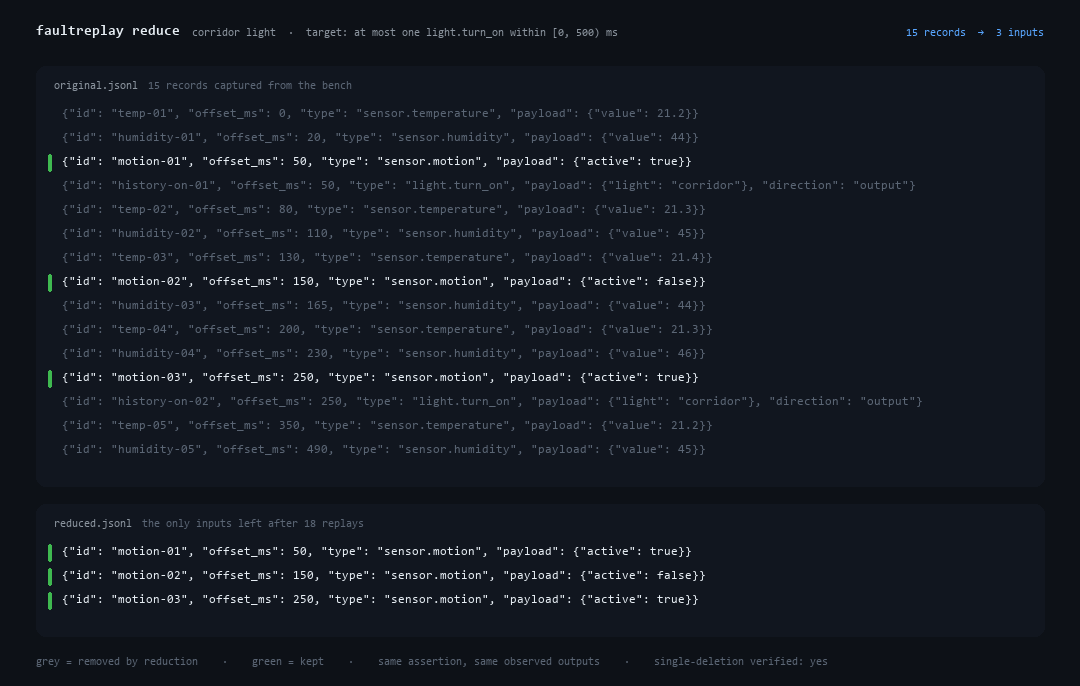 faultreplay reduce corridor light · target: at most one light.turn_on within [0, 500) ms 15 records → 3 inputs
original.jsonl 15 records captured from the bench
{"id": "temp-01", "offset_ms": 0, "type": "sensor.temperature", "payload": {"value": 21.2}}
{"id": "humidity-01", "offset_ms": 20, "type": "sensor.humidity", "payload": {"value": 44}}
{"id": "motion-01", "offset_ms": 50, "type": "sensor.motion", "payload": {"active": true}}
{"id": "history-on-01", "offset_ms": 50, "type": "light.turn_on", "payload": {"light": "corridor"}, "direction": "output"}
{"id": "temp-02", "offset_ms": 80, "type": "sensor.temperature", "payload": {"value": 21.3}}
{"id": "humidity-02", "offset_ms": 110, "type": "sensor.humidity", "payload": {"value": 45}}
{"id": "temp-03", "offset_ms": 130, "type": "sensor.temperature", "payload": {"value": 21.4}}
{"id": "motion-02", "offset_ms": 150, "type": "sensor.motion", "payload": {"active": false}}
{"id": "humidity-03", "offset_ms": 165, "type": "sensor.humidity", "payload": {"value": 44}}
{"id": "temp-04", "offset_ms": 200, "type": "sensor.temperature", "payload": {"value": 21.3}}
{"id": "humidity-04", "offset_ms": 230, "type": "sensor.humidity", "payload": {"value": 46}}
{"id": "motion-03", "offset_ms": 250, "type": "sensor.motion", "payload": {"active": true}}
{"id": "history-on-02", "offset_ms": 250, "type": "light.turn_on", "payload": {"light": "corridor"}, "direction": "output"}
{"id": "temp-05", "offset_ms": 350, "type": "sensor.temperature", "payload": {"value": 21.2}}
{"id": "humidity-05", "offset_ms": 490, "type": "sensor.humidity", "payload": {"value": 45}}
reduced.jsonl the only inputs left after 18 replays
{"id": "motion-01", "offset_ms": 50, "type": "sensor.motion", "payload": {"active": true}}
{"id": "motion-02", "offset_ms": 150, "type": "sensor.motion", "payload": {"active": false}}
{"id": "motion-03", "offset_ms": 250, "type": "sensor.motion", "payload": {"active": true}}
grey = removed by reduction · green = kept · same assertion, same observed outputs · single-deletion verified: yes